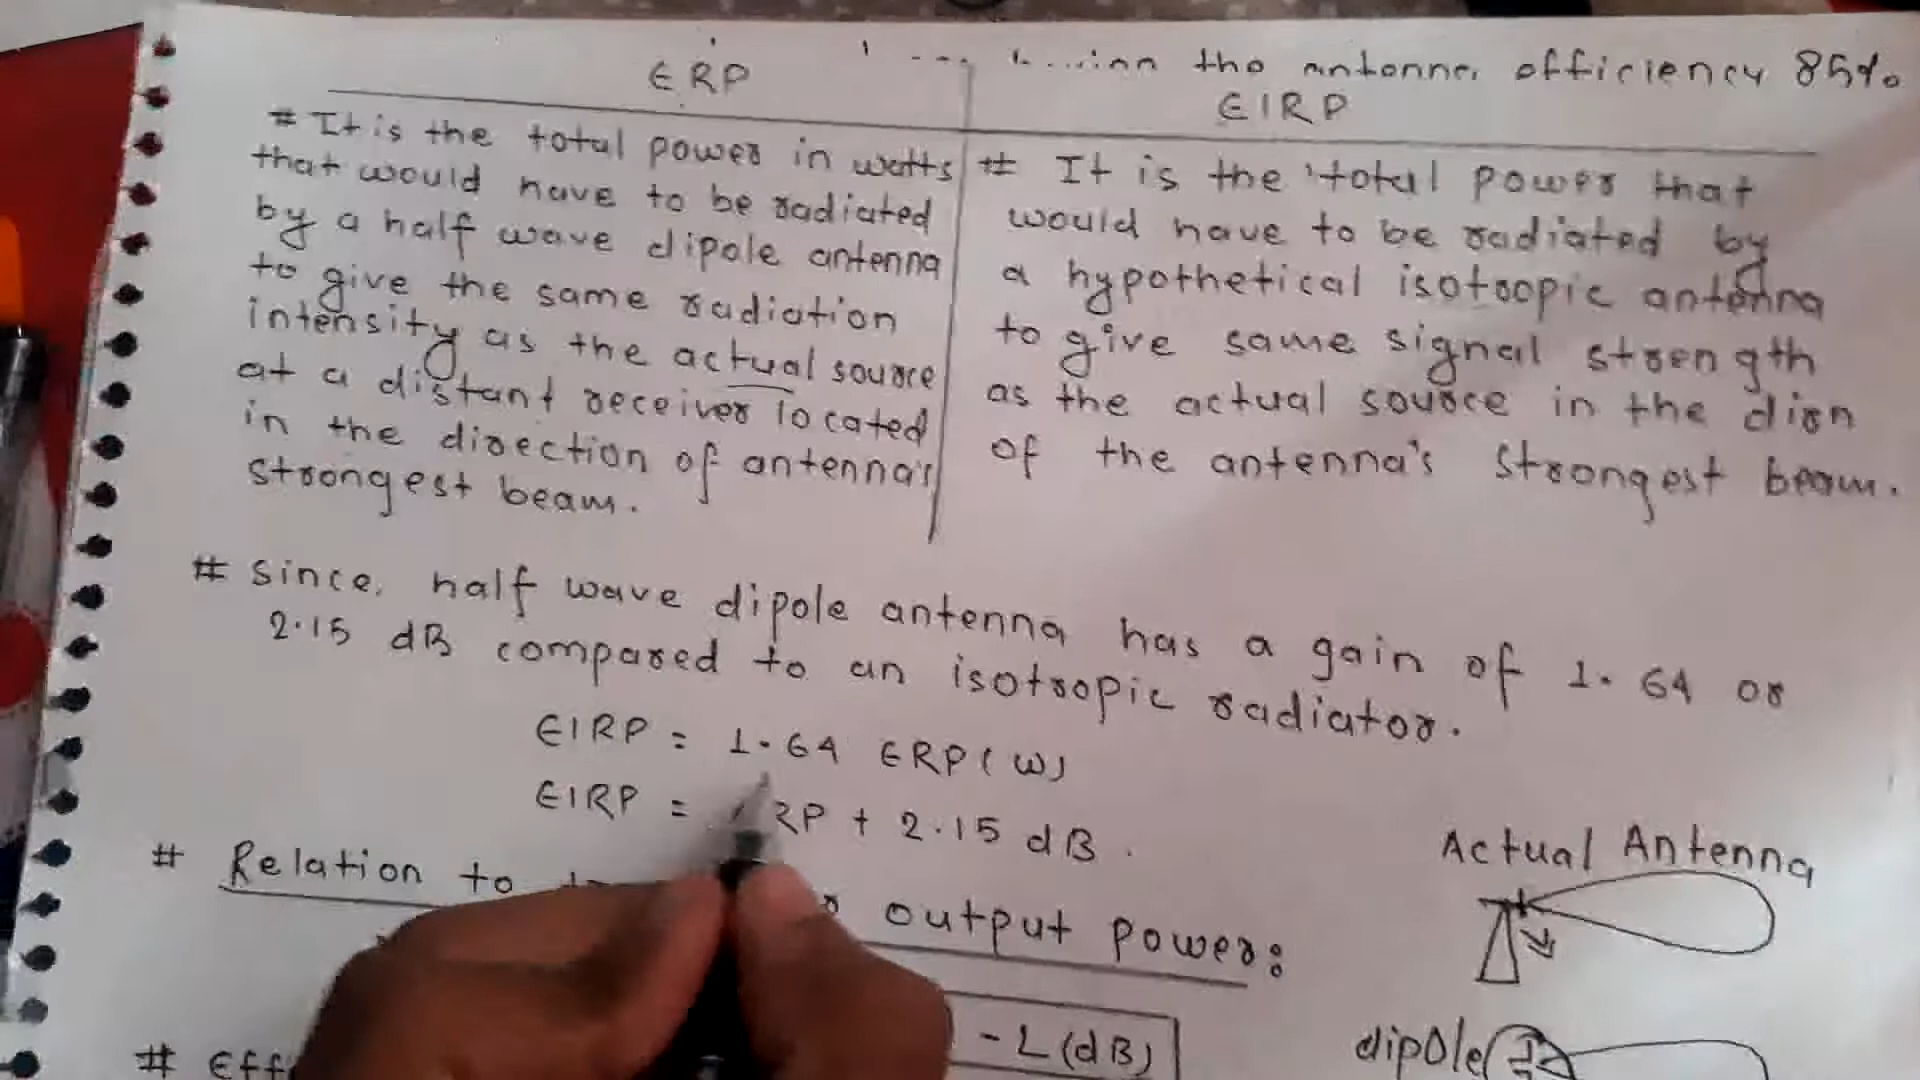 the antenna efficiency 85%
ERP
EIRP
# It is the total power in watts
that would have to be radiated
by a half wave dipole antenna
to give the same radiation
intensity as the actual source
at a distant receiver located
in the direction of antenna's
strongest beam.
# It is the total power that
would have to be radiated by
a hypothetical isotropic antenna
to give same signal strength
as the actual source in the dirn
of the antenna's strongest beam.
# Since, half wave dipole antenna has a gain of 1.64 or
2.15 dB compared to an isotropic radiator.
EIRP = 1.64 ERP(W)
EIRP = ERP + 2.15 dB.
# Relation to output power:
- L(dB)
Actual Antenna
dipole
#